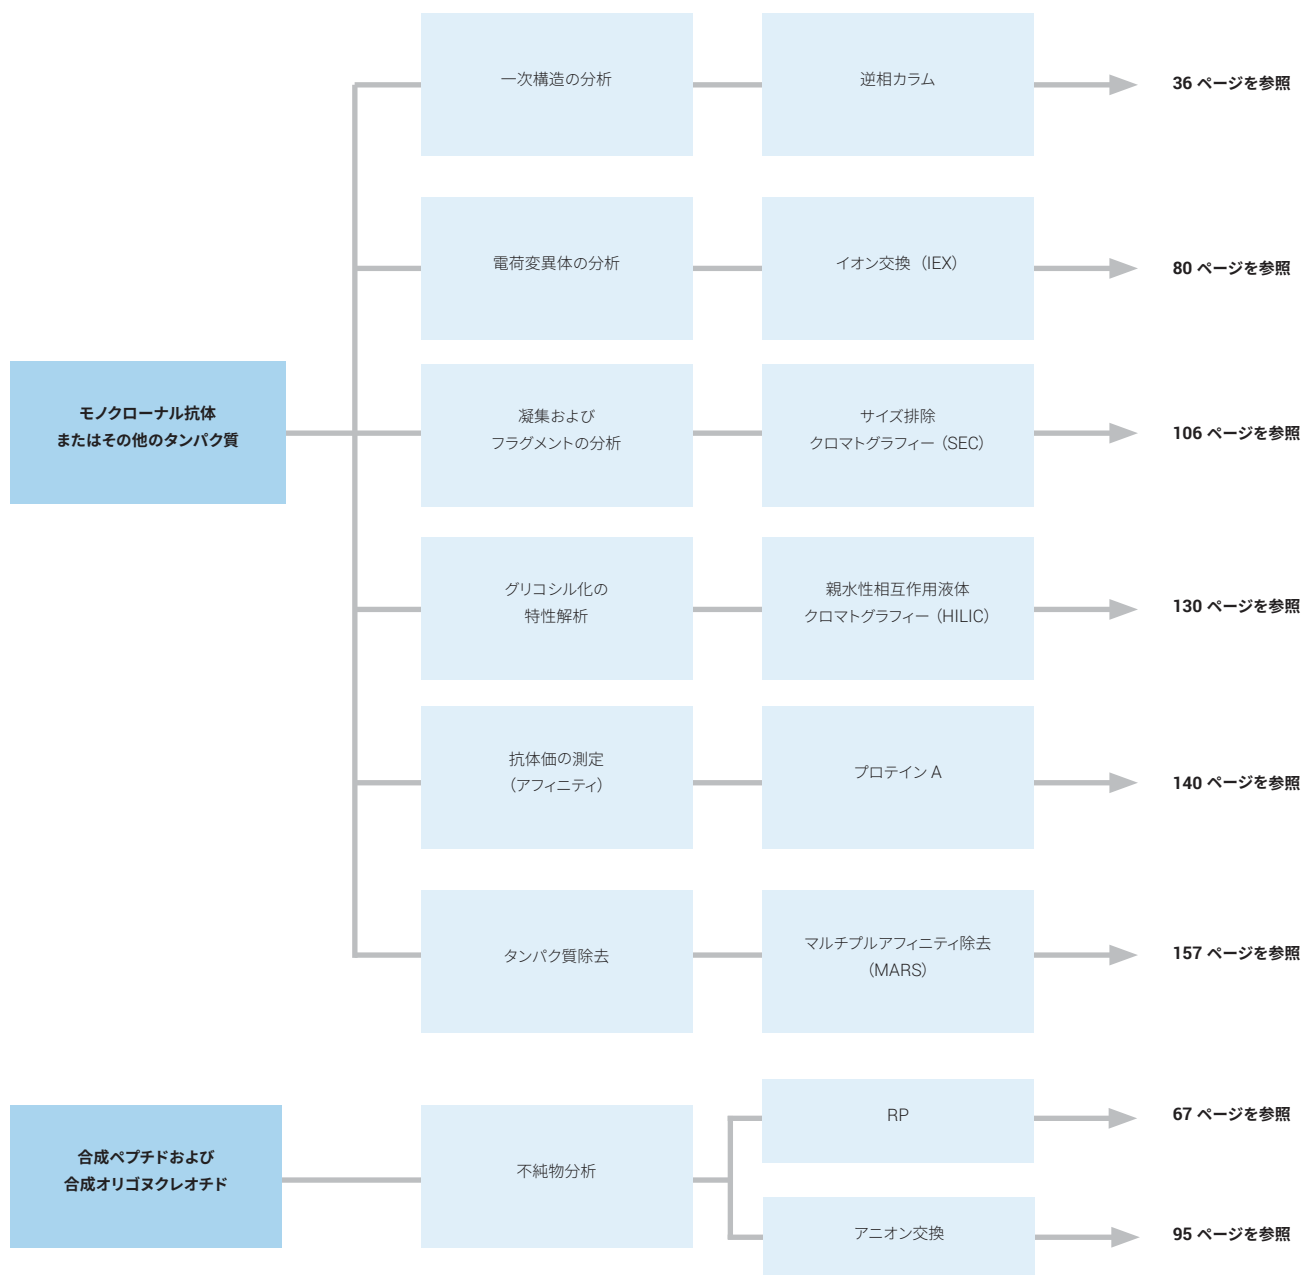 一次構造の分析
逆相カラム
36 ページを参照
電荷変異体の分析
イオン交換（IEX）
80 ページを参照
モノクローナル抗体
またはその他のタンパク質
凝集および
フラグメントの分析
サイズ排除
クロマトグラフィー（SEC）
106 ページを参照
グリコシル化の
特性解析
親水性相互作用液体
クロマトグラフィー（HILIC）
130 ページを参照
抗体価の測定
（アフィニティ）
プロテイン A
140 ページを参照
タンパク質除去
マルチプルアフィニティ除去
（MARS）
157 ページを参照
合成ペプチドおよび
合成オリゴヌクレオチド
不純物分析
RP
67 ページを参照
アニオン交換
95 ページを参照